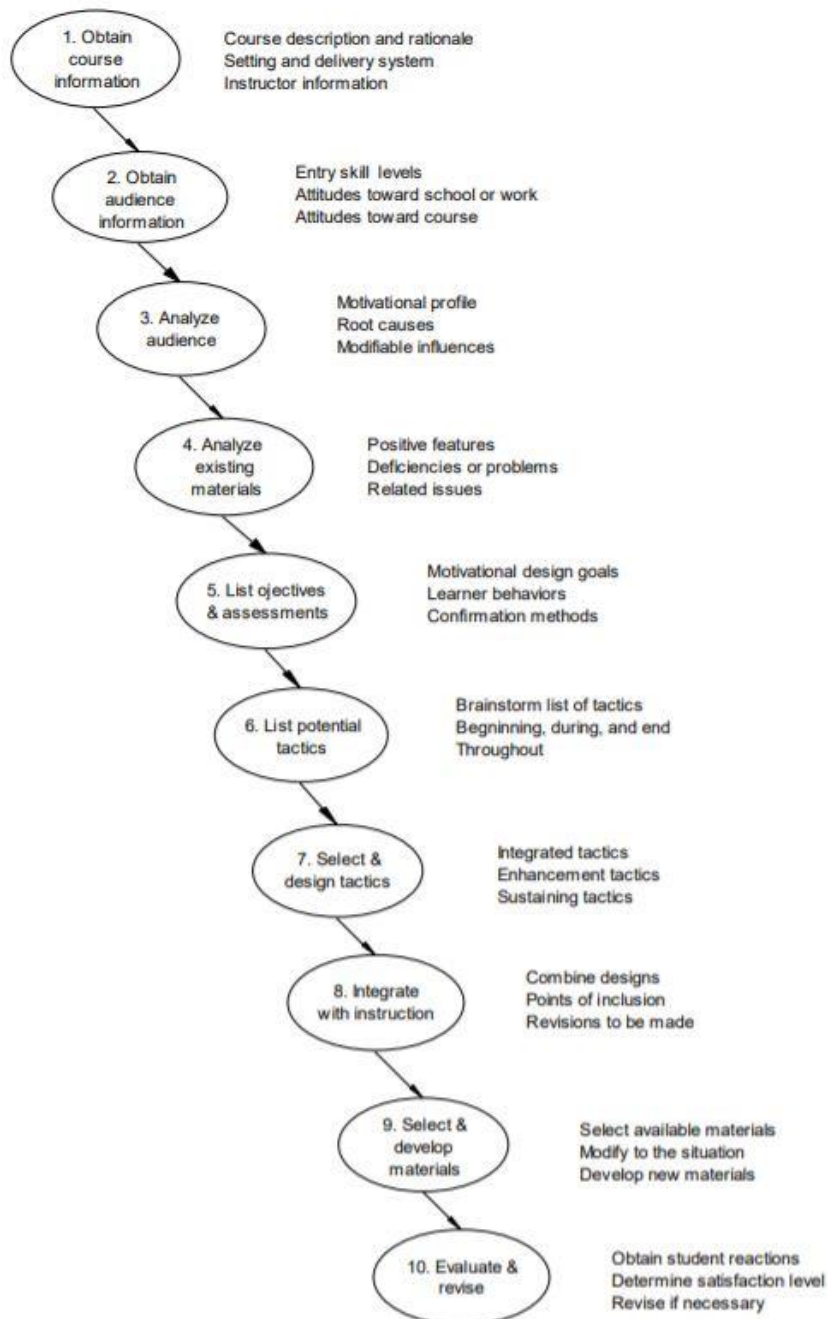 1. Obtain
course
information
Course description and rationale
Setting and delivery system
Instructor information
2. Obtain
audience
information
Entry skill levels
Attitudes toward school or work
Attitudes toward course
3. Analyze
audience
Motivational profile
Root causes
Modifiable influences
4. Analyze
existing
materials
Positive features
Deficiencies or problems
Related issues
5. List ojectives
& assessments
Motivational design goals
Learner behaviors
Confirmation methods
6. List potential
tactics
Brainstorm list of tactics
Begninning, during, and end
Throughout
7. Select &
design tactics
Integrated tactics
Enhancement tactics
Sustaining tactics
8. Integrate
with instruction
Combine designs
Points of inclusion
Revisions to be made
9. Select &
develop
materials
Select available materials
Modify to the situation
Develop new materials
10. Evaluate &
revise
Obtain student reactions
Determine satisfaction level
Revise if necessary